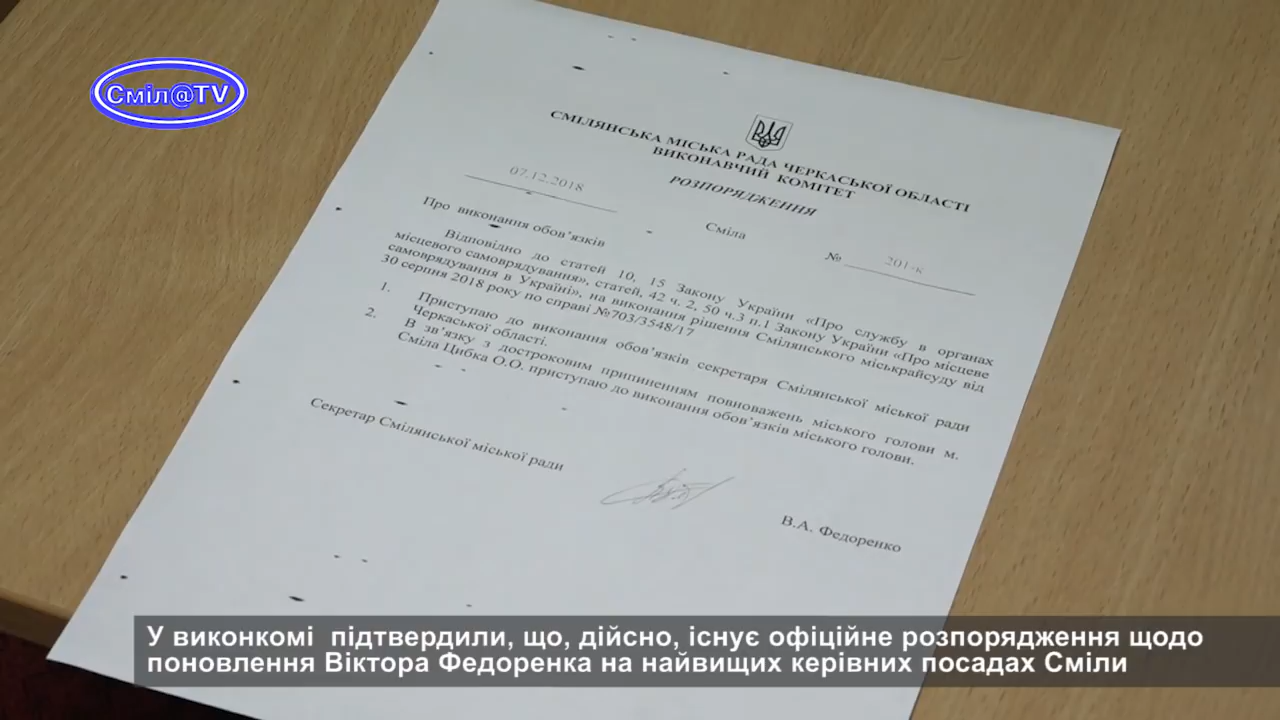 Сміл@TV
СМІЛЯНСЬКА МІСЬКА РАДА ЧЕРКАСЬКОЇ ОБЛАСТІ
ВИКОНАВЧИЙ КОМІТЕТ
РОЗПОРЯДЖЕННЯ
07.12.2018
Сміла
№ 201-к
Про виконання обов’язків
Відповідно до статей 10, 15 Закону України «Про службу в органах
місцевого самоврядування», статей, 42 ч. 2, 50 ч.3 п.1 Закону України «Про місцеве
самоврядування в Україні», на виконання рішення Смілянського міськрайсуду від
30 серпня 2018 року по справі №703/3548/17
1. Приступаю до виконання обов’язків секретаря Смілянської міської ради
Черкаської області.
2. В зв’язку з достроковим припиненням повноважень міського голови м.
Сміла Цибка О.О. приступаю до виконання обов’язків міського голови.
Секретар Смілянської міської ради
В.А. Федоренко
У виконкомі підтвердили, що, дійсно, існує офіційне розпорядження щодо
поновлення Віктора Федоренка на найвищих керівних посадах Сміли